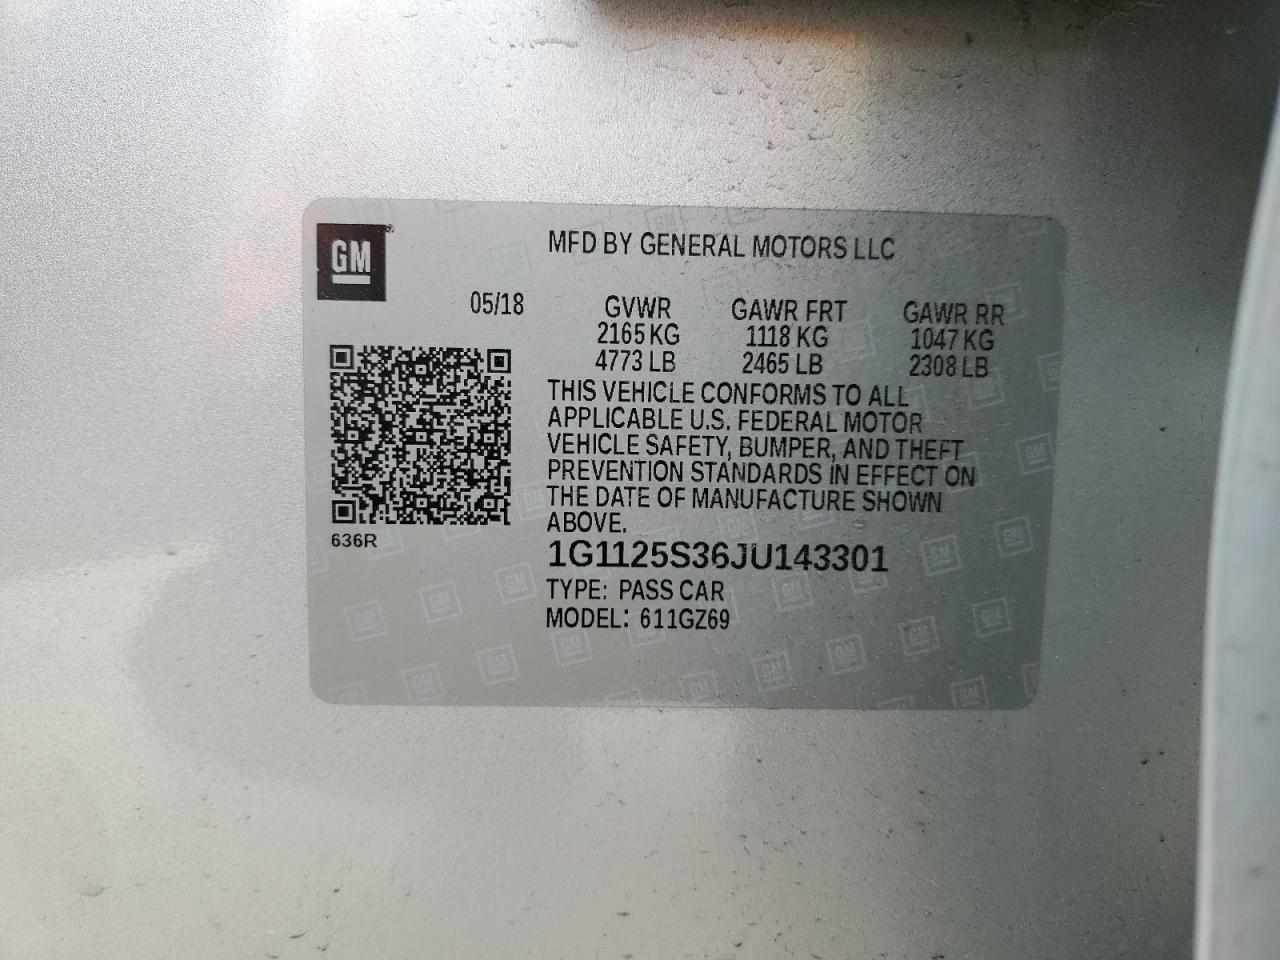 GM
MFD BY GENERAL MOTORS LLC
05/18 GVWR GAWR FRT GAWR RR
2165 KG 1118 KG 1047 KG
4773 LB 2465 LB 2308 LB
THIS VEHICLE CONFORMS TO ALL
APPLICABLE U.S. FEDERAL MOTOR
VEHICLE SAFETY, BUMPER, AND THEFT
PREVENTION STANDARDS IN EFFECT ON
THE DATE OF MANUFACTURE SHOWN
ABOVE.
636R
1G1125S36JU143301
TYPE: PASS CAR
MODEL: 611GZ69